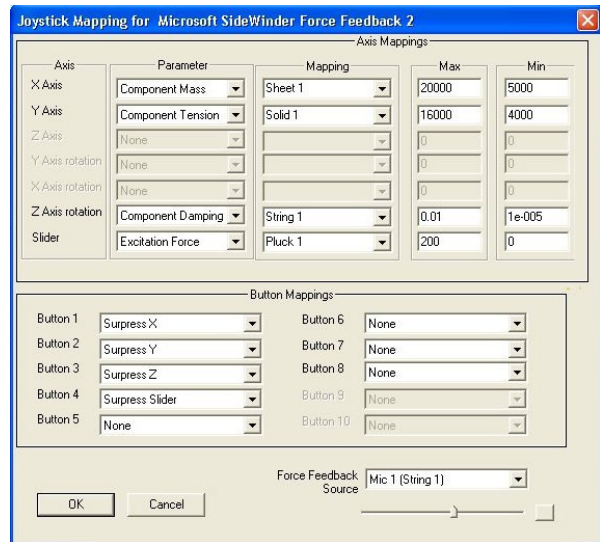 Joystick Mapping for Microsoft SideWinder Force Feedback 2
Axis Mappings
Axis Parameter Mapping Max Min
X Axis Component Mass Sheet 1 20000 5000
Y Axis Component Tension Solid 1 16000 4000
Z Axis None 0 0
Y Axis rotation None 0 0
X Axis rotation None 0 0
Z Axis rotation Component Damping String 1 0.01 1e-005
Slider Excitation Force Pluck 1 200 0
Button Mappings
Button 1 Surpress X Button 6 None
Button 2 Surpress Y Button 7 None
Button 3 Surpress Z Button 8 None
Button 4 Surpress Slider Button 9 None
Button 5 None Button 10 None
Force Feedback Source Mic 1 (String 1)
OK Cancel